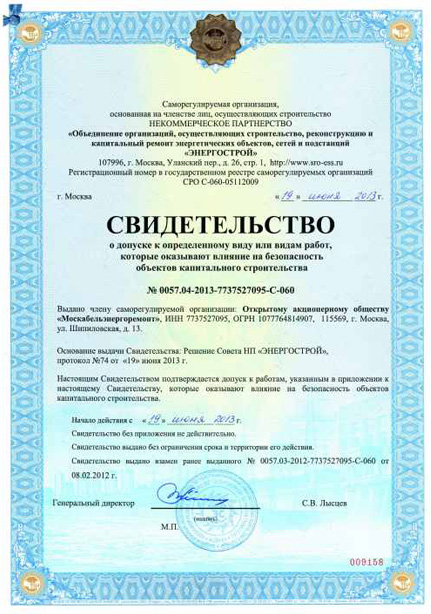 Саморегулируемая организация,
основанная на членстве лиц, осуществляющих строительство
НЕКОММЕРЧЕСКОЕ ПАРТНЕРСТВО
«Объединение организаций, осуществляющих строительство, реконструкцию и
капитальный ремонт энергетических объектов, сетей и подстанций
«ЭНЕРГОСТРОЙ»
107996, г. Москва, Уланский пер., д. 26, стр. 1, http://www.sro-ess.ru
Регистрационный номер в государственном реестре саморегулируемых организаций
СРО С-060-05112009
г. Москва «19» июня 2013 г.
СВИДЕТЕЛЬСТВО
о допуске к определенному виду или видам работ,
которые оказывают влияние на безопасность
объектов капитального строительства
№ 0057.04-2013-7737527095-С-060
Выдано члену саморегулируемой организации: Открытому акционерному обществу
«Москабельэнергоремонт», ИНН 7737527095, ОГРН 1077764814907, 115569, г. Москва,
ул. Шипиловская, д. 13.
Основание выдачи Свидетельства: Решение Совета НП «ЭНЕРГОСТРОЙ»,
протокол №74 от «19» июня 2013 г.
Настоящим Свидетельством подтверждается допуск к работам, указанным в приложении к
настоящему Свидетельству, которые оказывают влияние на безопасность объектов
капитального строительства.
Начало действия с «19» июня 2013 г.
Свидетельство без приложения не действительно.
Свидетельство выдано без ограничения срока и территории его действия.
Свидетельство выдано взамен ранее выданного № 0057.03-2012-7737527095-С-060 от
08.02.2012 г.
Генеральный директор С.В. Лысцев
(подпись)
М.П.
009158